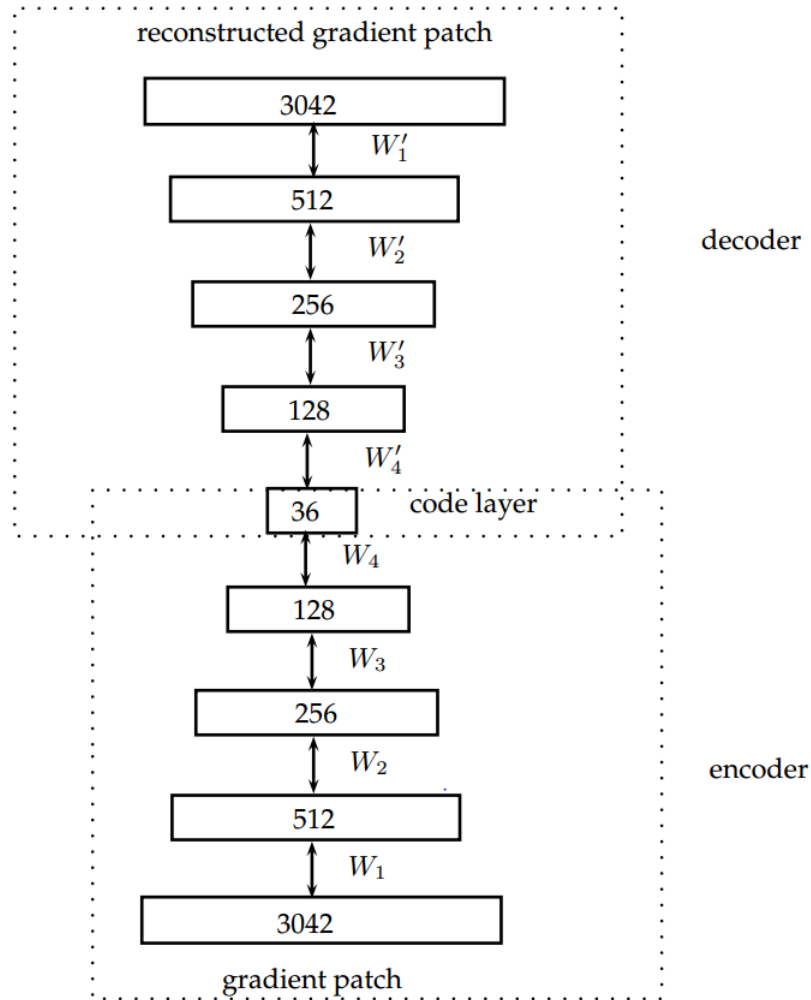 reconstructed gradient patch
3042
W′₁
512
W′₂
decoder
256
W′₃
128
W′₄
36
code layer
W₄
128
W₃
256
W₂
encoder
512
W₁
3042
gradient patch